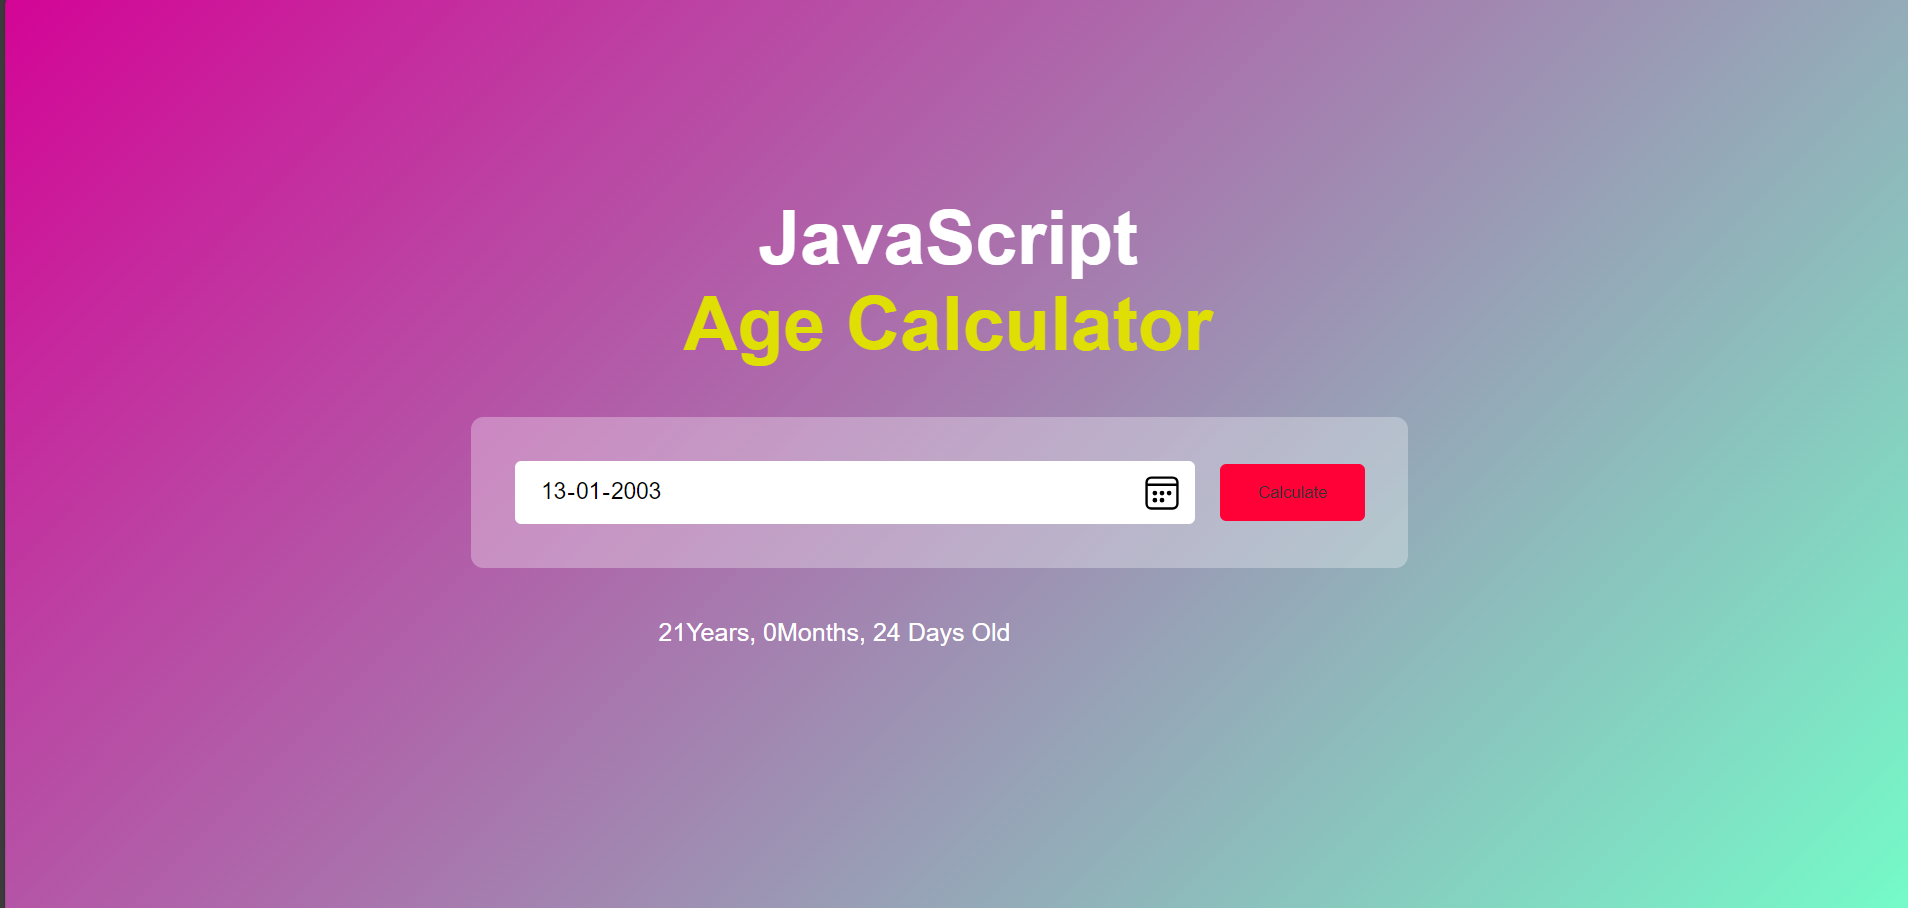 JavaScript
Age Calculator
13-01-2003
Calculate
21Years, 0Months, 24 Days Old